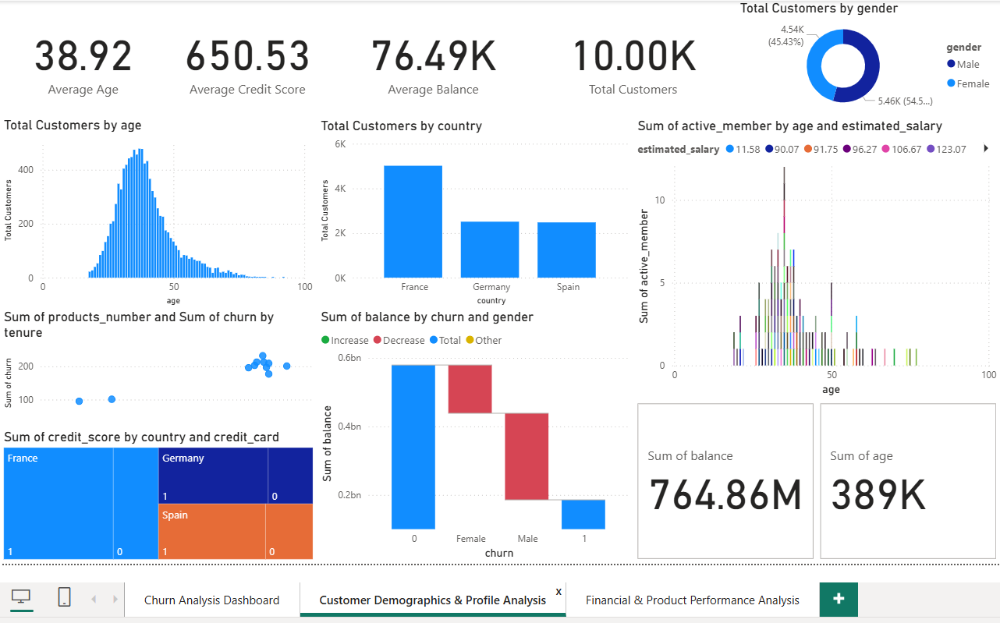 Total Customers by gender
38.92
Average Age
650.53
Average Credit Score
76.49K
Average Balance
10.00K
Total Customers
4.54K
(45.43%)
5.46K (54.5...)
gender
Male
Female
Total Customers by age
Total Customers
400
200
0
0
50
100
age
Total Customers by country
Total Customers
6K
4K
2K
0K
France
Germany
Spain
country
Sum of active_member by age and estimated_salary
estimated_salary
11.58
90.07
91.75
96.27
106.67
123.07
Sum of active_member
10
5
0
0
50
100
age
Sum of products_number and Sum of churn by
tenure
Sum of churn
200
100
Sum of balance by churn and gender
Increase
Decrease
Total
Other
Sum of balance
0.6bn
0.4bn
0.2bn
0
Female
Male
1
churn
Sum of credit_score by country and credit_card
France
1
0
Germany
1
0
Spain
1
0
Sum of balance
764.86M
Sum of age
389K
Churn Analysis Dashboard
Customer Demographics & Profile Analysis
x
Financial & Product Performance Analysis
+